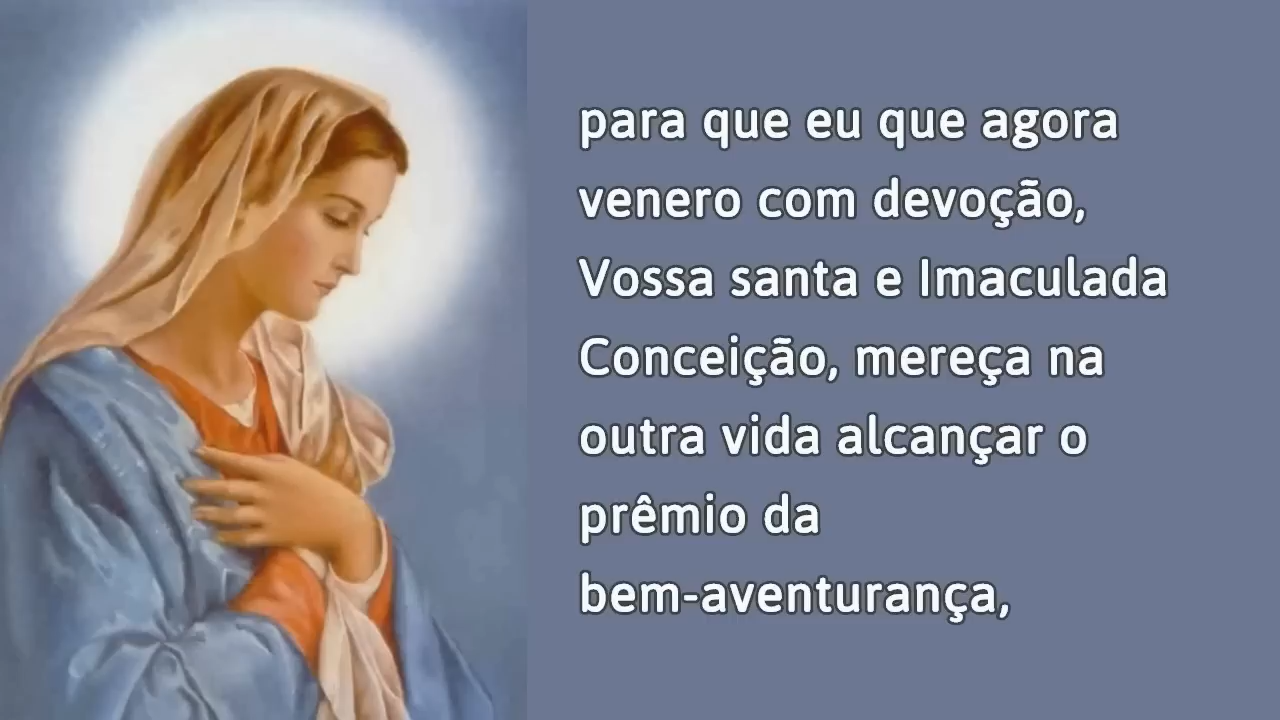 para que eu que agora
venero com devoção,
Vossa santa e Imaculada
Conceição, mereça na
outra vida alcançar o
prêmio da
bem-aventurança,